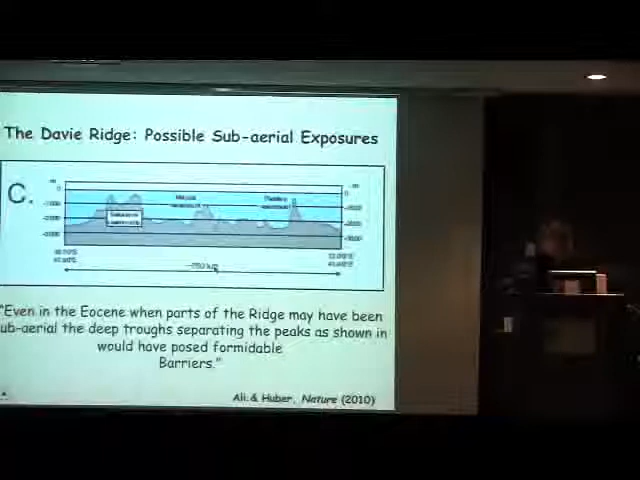 The Davie Ridge: Possible Sub-aerial Exposures
C.
"Even in the Eocene when parts of the Ridge may have been
ub-aerial the deep troughs separating the peaks as shown in
would have posed formidable
Barriers."
Ali & Huber, Nature (2010)